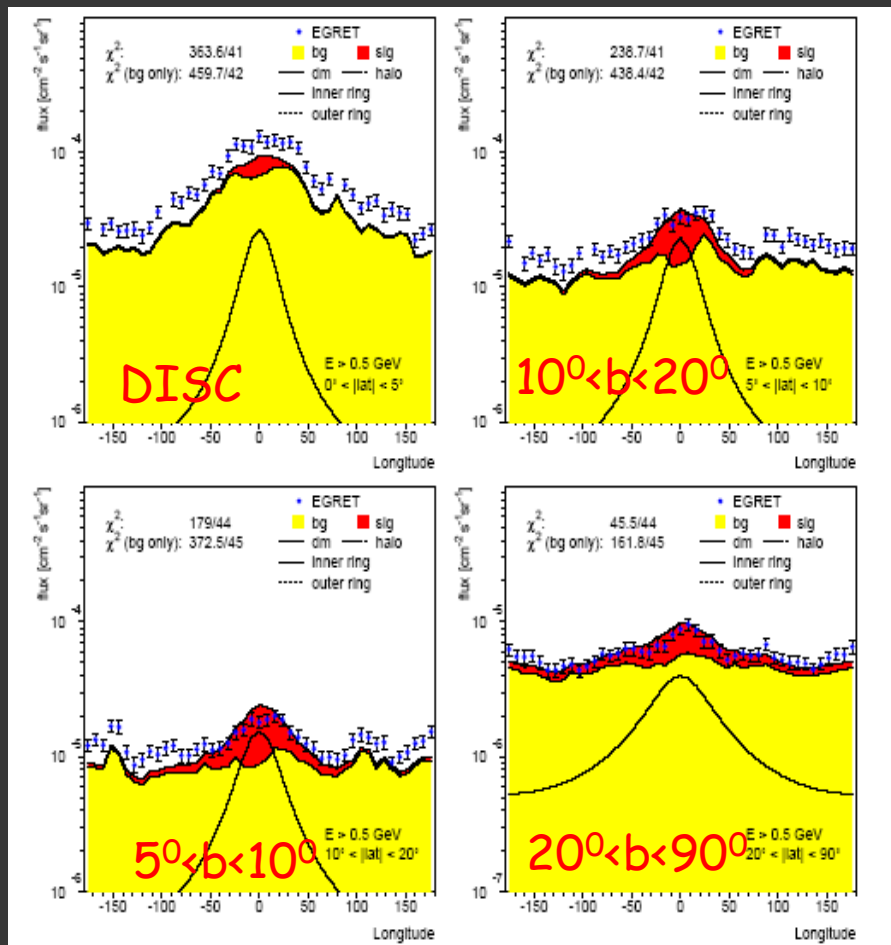 flux [cm⁻² s⁻¹sr⁻¹]
χ²: 363.6/41
χ² (bg only): 459.7/42
EGRET
bg sig
dm halo
inner ring
outer ring
10⁻⁴
10⁻⁵
10⁻⁶
DISC
E > 0.5 GeV
0° < |lat| < 5°
-150 -100 -50 0 50 100 150
Longitude
flux [cm⁻² s⁻¹sr⁻¹]
χ²: 238.7/41
χ² (bg only): 438.4/42
EGRET
bg sig
dm halo
inner ring
outer ring
10⁻⁴
10⁻⁵
10⁻⁶
10⁰<b<20⁰
E > 0.5 GeV
5° < |lat| < 10°
-150 -100 -50 0 50 100 150
Longitude
flux [cm⁻² s⁻¹sr⁻¹]
χ²: 179/44
χ² (bg only): 372.5/45
EGRET
bg sig
dm halo
inner ring
outer ring
10⁻⁴
10⁻⁵
10⁻⁶
5⁰<b<10⁰
E > 0.5 GeV
10° < |lat| < 20°
-150 -100 -50 0 50 100 150
Longitude
flux [cm⁻² s⁻¹sr⁻¹]
χ²: 45.5/44
χ² (bg only): 161.8/45
EGRET
bg sig
dm halo
inner ring
outer ring
10⁻⁵
10⁻⁶
10⁻⁷
20⁰<b<90⁰
E > 0.5 GeV
20° < |lat| < 90°
-150 -100 -50 0 50 100 150
Longitude